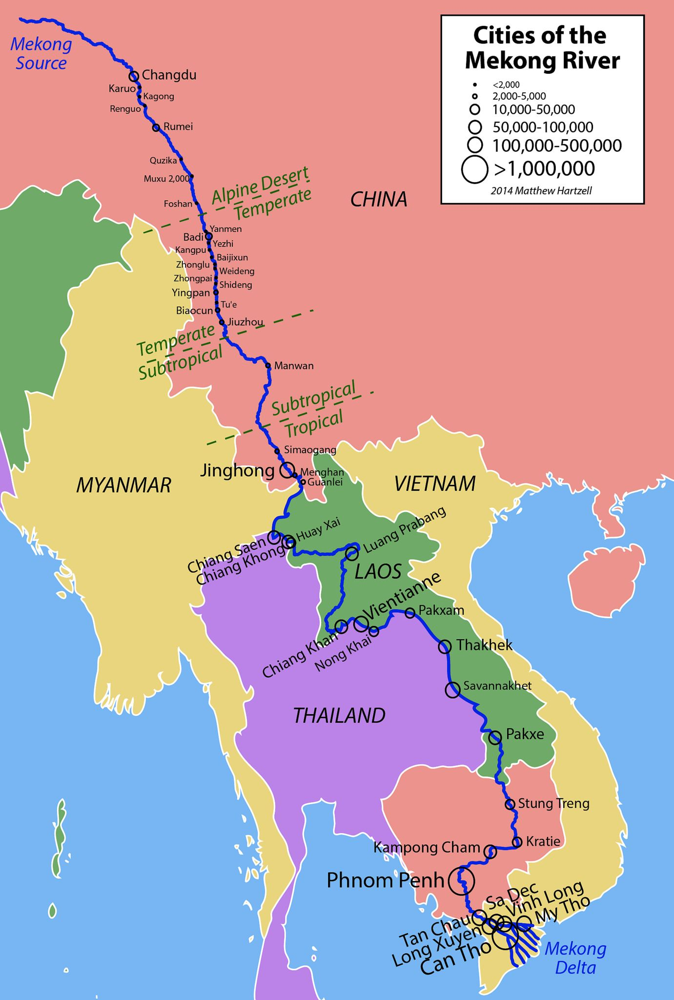 Cities of the
Mekong River
<2,000
2,000-5,000
10,000-50,000
50,000-100,000
100,000-500,000
>1,000,000
2014 Matthew Hartzell
Mekong
Source
Changdu
Karuo
Kagong
Renguo
Rumei
Quzika
Muxu 2,000
Alpine Desert
Temperate
CHINA
Foshan
Yanmen
Badi
Yezhi
Kangpu
Baijixun
Zhonglu
Weideng
Zhongpai
Shideng
Yingpan
Tu'e
Biaocun
Jiuzhou
Temperate
Subtropical
Manwan
Subtropical
Tropical
Simaogang
Jinghong
Menghan
Guanlei
MYANMAR
VIETNAM
Huay Xai
Luang Prabang
Chiang Saen
Chiang Khong
LAOS
Vientianne
Pakxam
Chiang Khan
Nong Khai
Thakhek
Savannakhet
THAILAND
Pakxe
Stung Treng
Kratie
Kampong Cham
Phnom Penh
Sa Dec
Vinh Long
My Tho
Tan Chau
Long Xuyen
Can Tho
Mekong
Delta